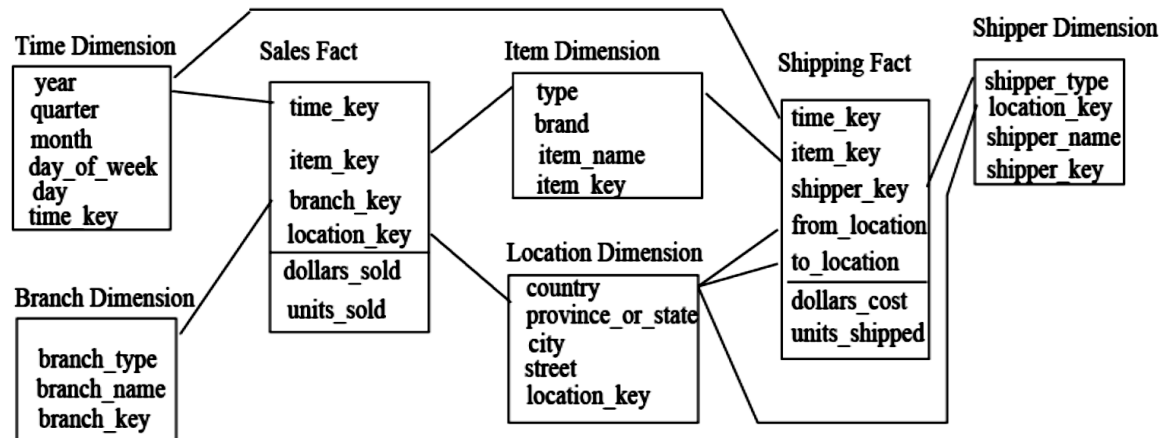 Time Dimension
year
quarter
month
day_of_week
day
time_key
Branch Dimension
branch_type
branch_name
branch_key
Sales Fact
time_key
item_key
branch_key
location_key
dollars_sold
units_sold
Item Dimension
type
brand
item_name
item_key
Location Dimension
country
province_or_state
city
street
location_key
Shipping Fact
time_key
item_key
shipper_key
from_location
to_location
dollars_cost
units_shipped
Shipper Dimension
shipper_type
location_key
shipper_name
shipper_key